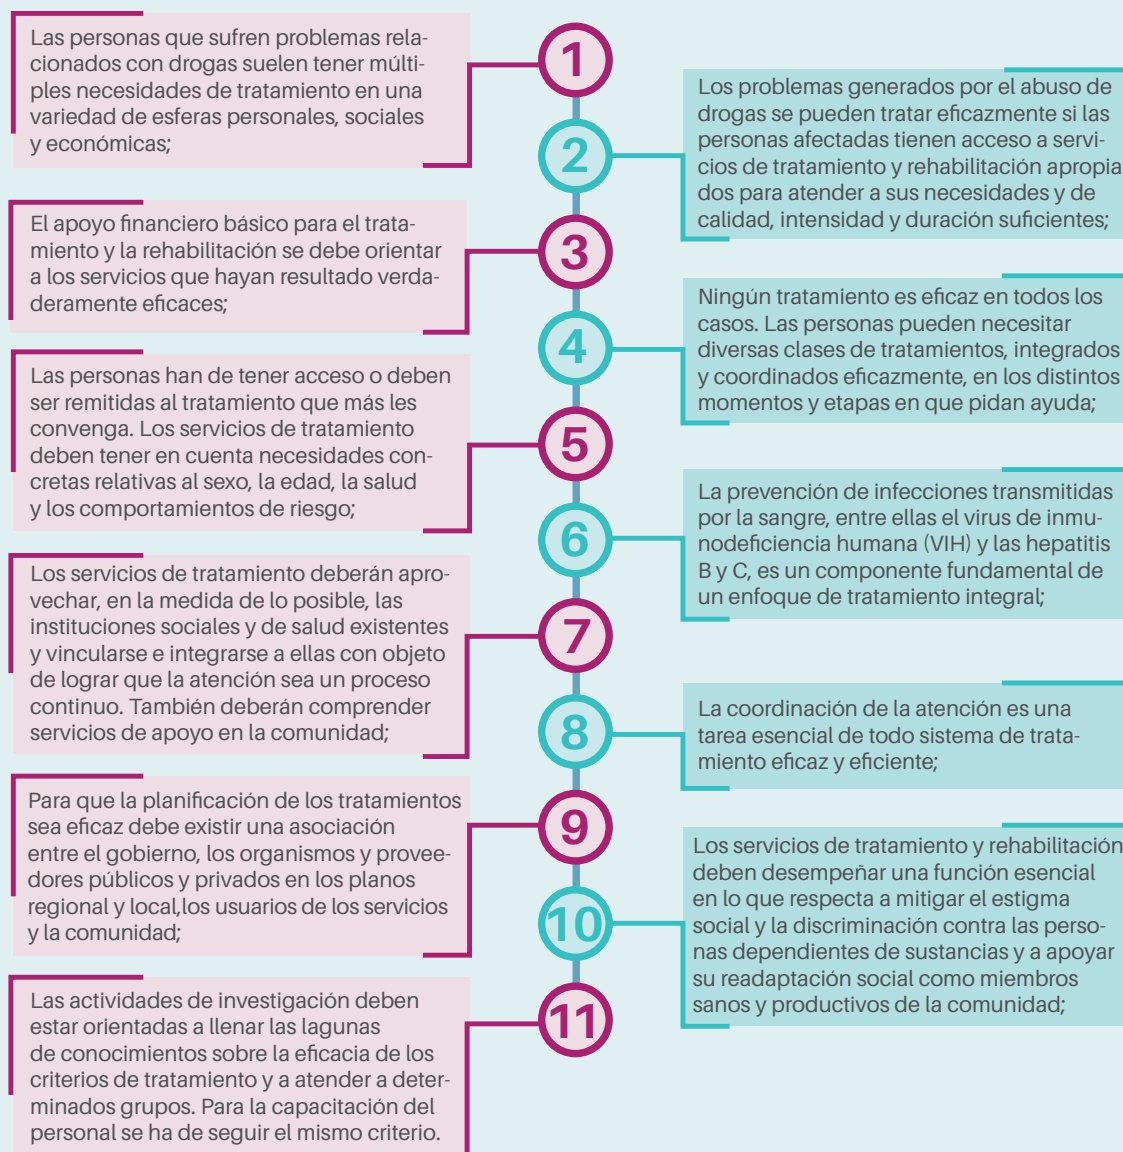 1
Las personas que sufren problemas rela-
cionados con drogas suelen tener múlti-
ples necesidades de tratamiento en una
variedad de esferas personales, sociales
y económicas;
2
Los problemas generados por el abuso de
drogas se pueden tratar eficazmente si las
personas afectadas tienen acceso a servi-
cios de tratamiento y rehabilitación apropia
dos para atender a sus necesidades y de
calidad, intensidad y duración suficientes;
3
El apoyo financiero básico para el trata-
miento y la rehabilitación se debe orientar
a los servicios que hayan resultado verda-
deramente eficaces;
4
Ningún tratamiento es eficaz en todos los
casos. Las personas pueden necesitar
diversas clases de tratamientos, integrados
y coordinados eficazmente, en los distintos
momentos y etapas en que pidan ayuda;
5
Las personas han de tener acceso o deben
ser remitidas al tratamiento que más les
convenga. Los servicios de tratamiento
deben tener en cuenta necesidades con-
cretas relativas al sexo, la edad, la salud
y los comportamientos de riesgo;
6
La prevención de infecciones transmitidas
por la sangre, entre ellas el virus de inmu-
nodeficiencia humana (VIH) y las hepatitis
B y C, es un componente fundamental de
un enfoque de tratamiento integral;
7
Los servicios de tratamiento deberán apro-
vechar, en la medida de lo posible, las
instituciones sociales y de salud existentes
y vincularse e integrarse a ellas con objeto
de lograr que la atención sea un proceso
continuo. También deberán comprender
servicios de apoyo en la comunidad;
8
La coordinación de la atención es una
tarea esencial de todo sistema de trata-
miento eficaz y eficiente;
9
Para que la planificación de los tratamientos
sea eficaz debe existir una asociación
entre el gobierno, los organismos y provee-
dores públicos y privados en los planos
regional y local,los usuarios de los servicios
y la comunidad;
10
Los servicios de tratamiento y rehabilitación
deben desempeñar una función esencial
en lo que respecta a mitigar el estigma
social y la discriminación contra las perso-
nas dependientes de sustancias y a apoyar
su readaptación social como miembros
sanos y productivos de la comunidad;
11
Las actividades de investigación deben
estar orientadas a llenar las lagunas
de conocimientos sobre la eficacia de los
criterios de tratamiento y a atender a deter-
minados grupos. Para la capacitación del
personal se ha de seguir el mismo criterio.